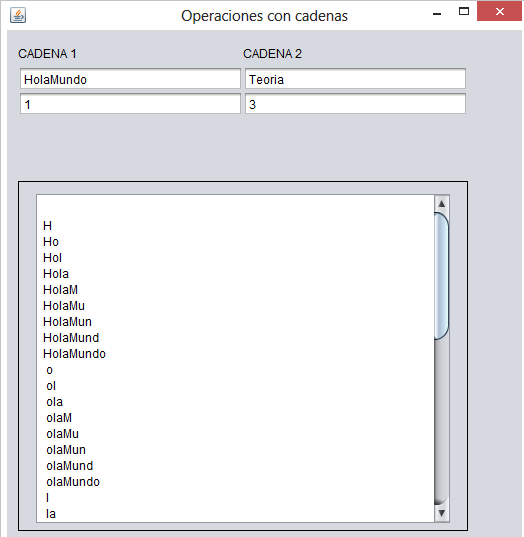 Operaciones con cadenas
CADENA 1 CADENA 2
HolaMundo Teoria
1 3
H
Ho
Hol
Hola
HolaM
HolaMu
HolaMun
HolaMund
HolaMundo
o
ol
ola
olaM
olaMu
olaMun
olaMund
olaMundo
l
la